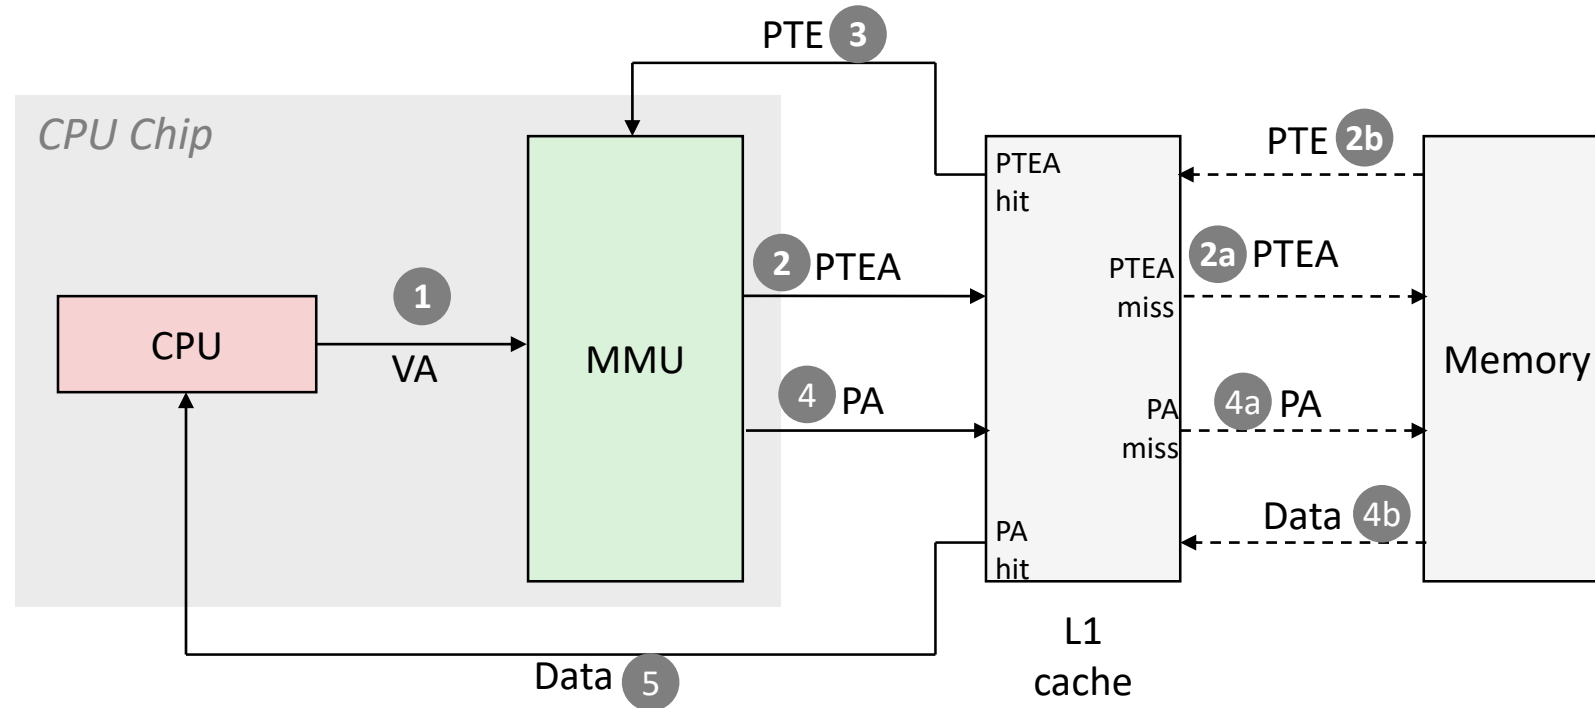 PTE 3
CPU Chip
PTEA
hit
PTE 2b
2 PTEA
PTEA
miss
2a PTEA
1
CPU
VA
MMU
Memory
4 PA
PA
miss
4a PA
PA
hit
Data 4b
Data 5
L1
cache